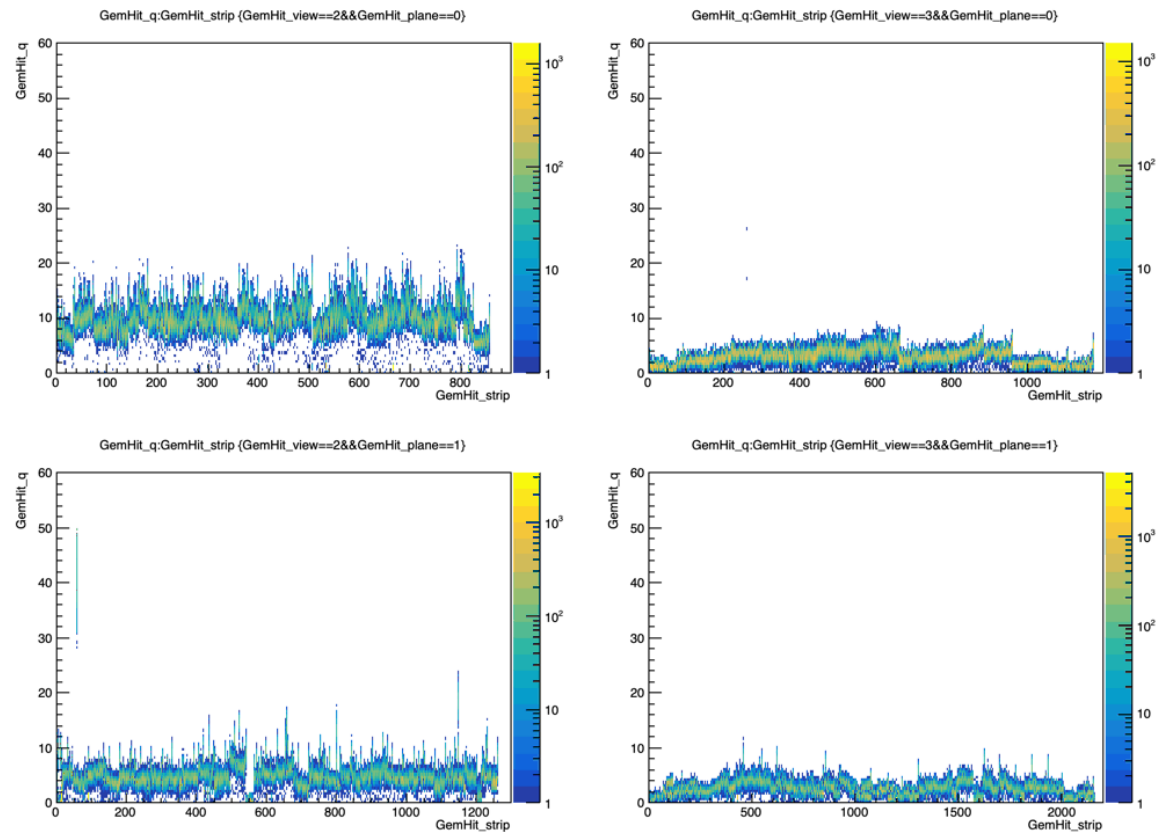 GemHit_q:GemHit_strip {GemHit_view==2&&GemHit_plane==0}
GemHit_q
60
50
40
30
20
10
0
0 100 200 300 400 500 600 700 800
GemHit_strip
10³
10²
10
1
GemHit_q:GemHit_strip {GemHit_view==3&&GemHit_plane==0}
GemHit_q
60
50
40
30
20
10
0
0 200 400 600 800 1000
GemHit_strip
10³
10²
10
1
GemHit_q:GemHit_strip {GemHit_view==2&&GemHit_plane==1}
GemHit_q
60
50
40
30
20
10
0
0 200 400 600 800 1000 1200
GemHit_strip
10³
10²
10
1
GemHit_q:GemHit_strip {GemHit_view==3&&GemHit_plane==1}
GemHit_q
60
50
40
30
20
10
0
0 500 1000 1500 2000
GemHit_strip
10³
10²
10
1